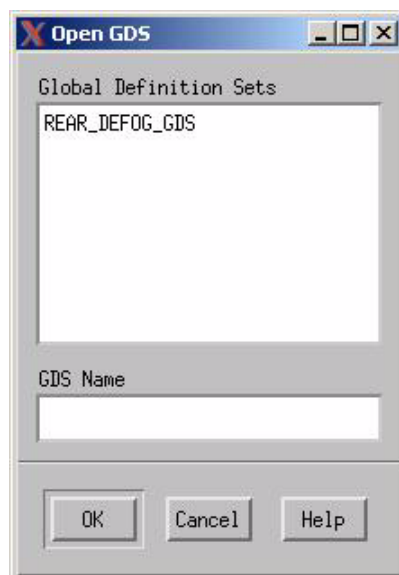 Open GDS
Global Definition Sets
REAR_DEFOG_GDS
GDS Name
OK Cancel Help